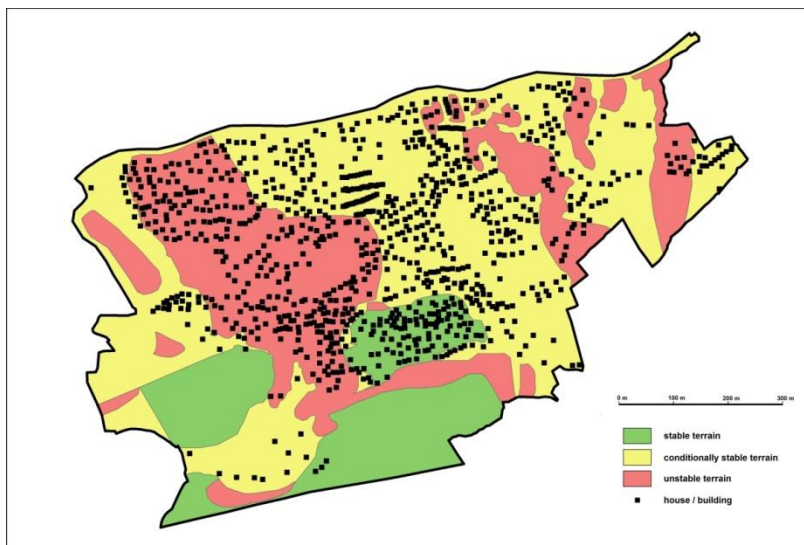 0 m 100 m 200 m 300 m
stable terrain
conditionally stable terrain
unstable terrain
house / building